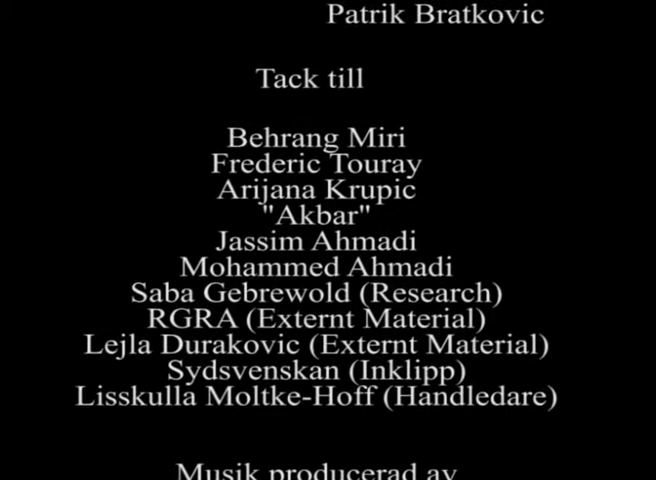 Patrik Bratkovic
Tack till
Behrang Miri
Frederic Touray
Arijana Krupic
"Akbar"
Jassim Ahmadi
Mohammed Ahmadi
Saba Gebrewold (Research)
RGRA (Externt Material)
Lejla Durakovic (Externt Material)
Sydsvenskan (Inklipp)
Lisskulla Moltke-Hoff (Handledare)
Musik producerad av